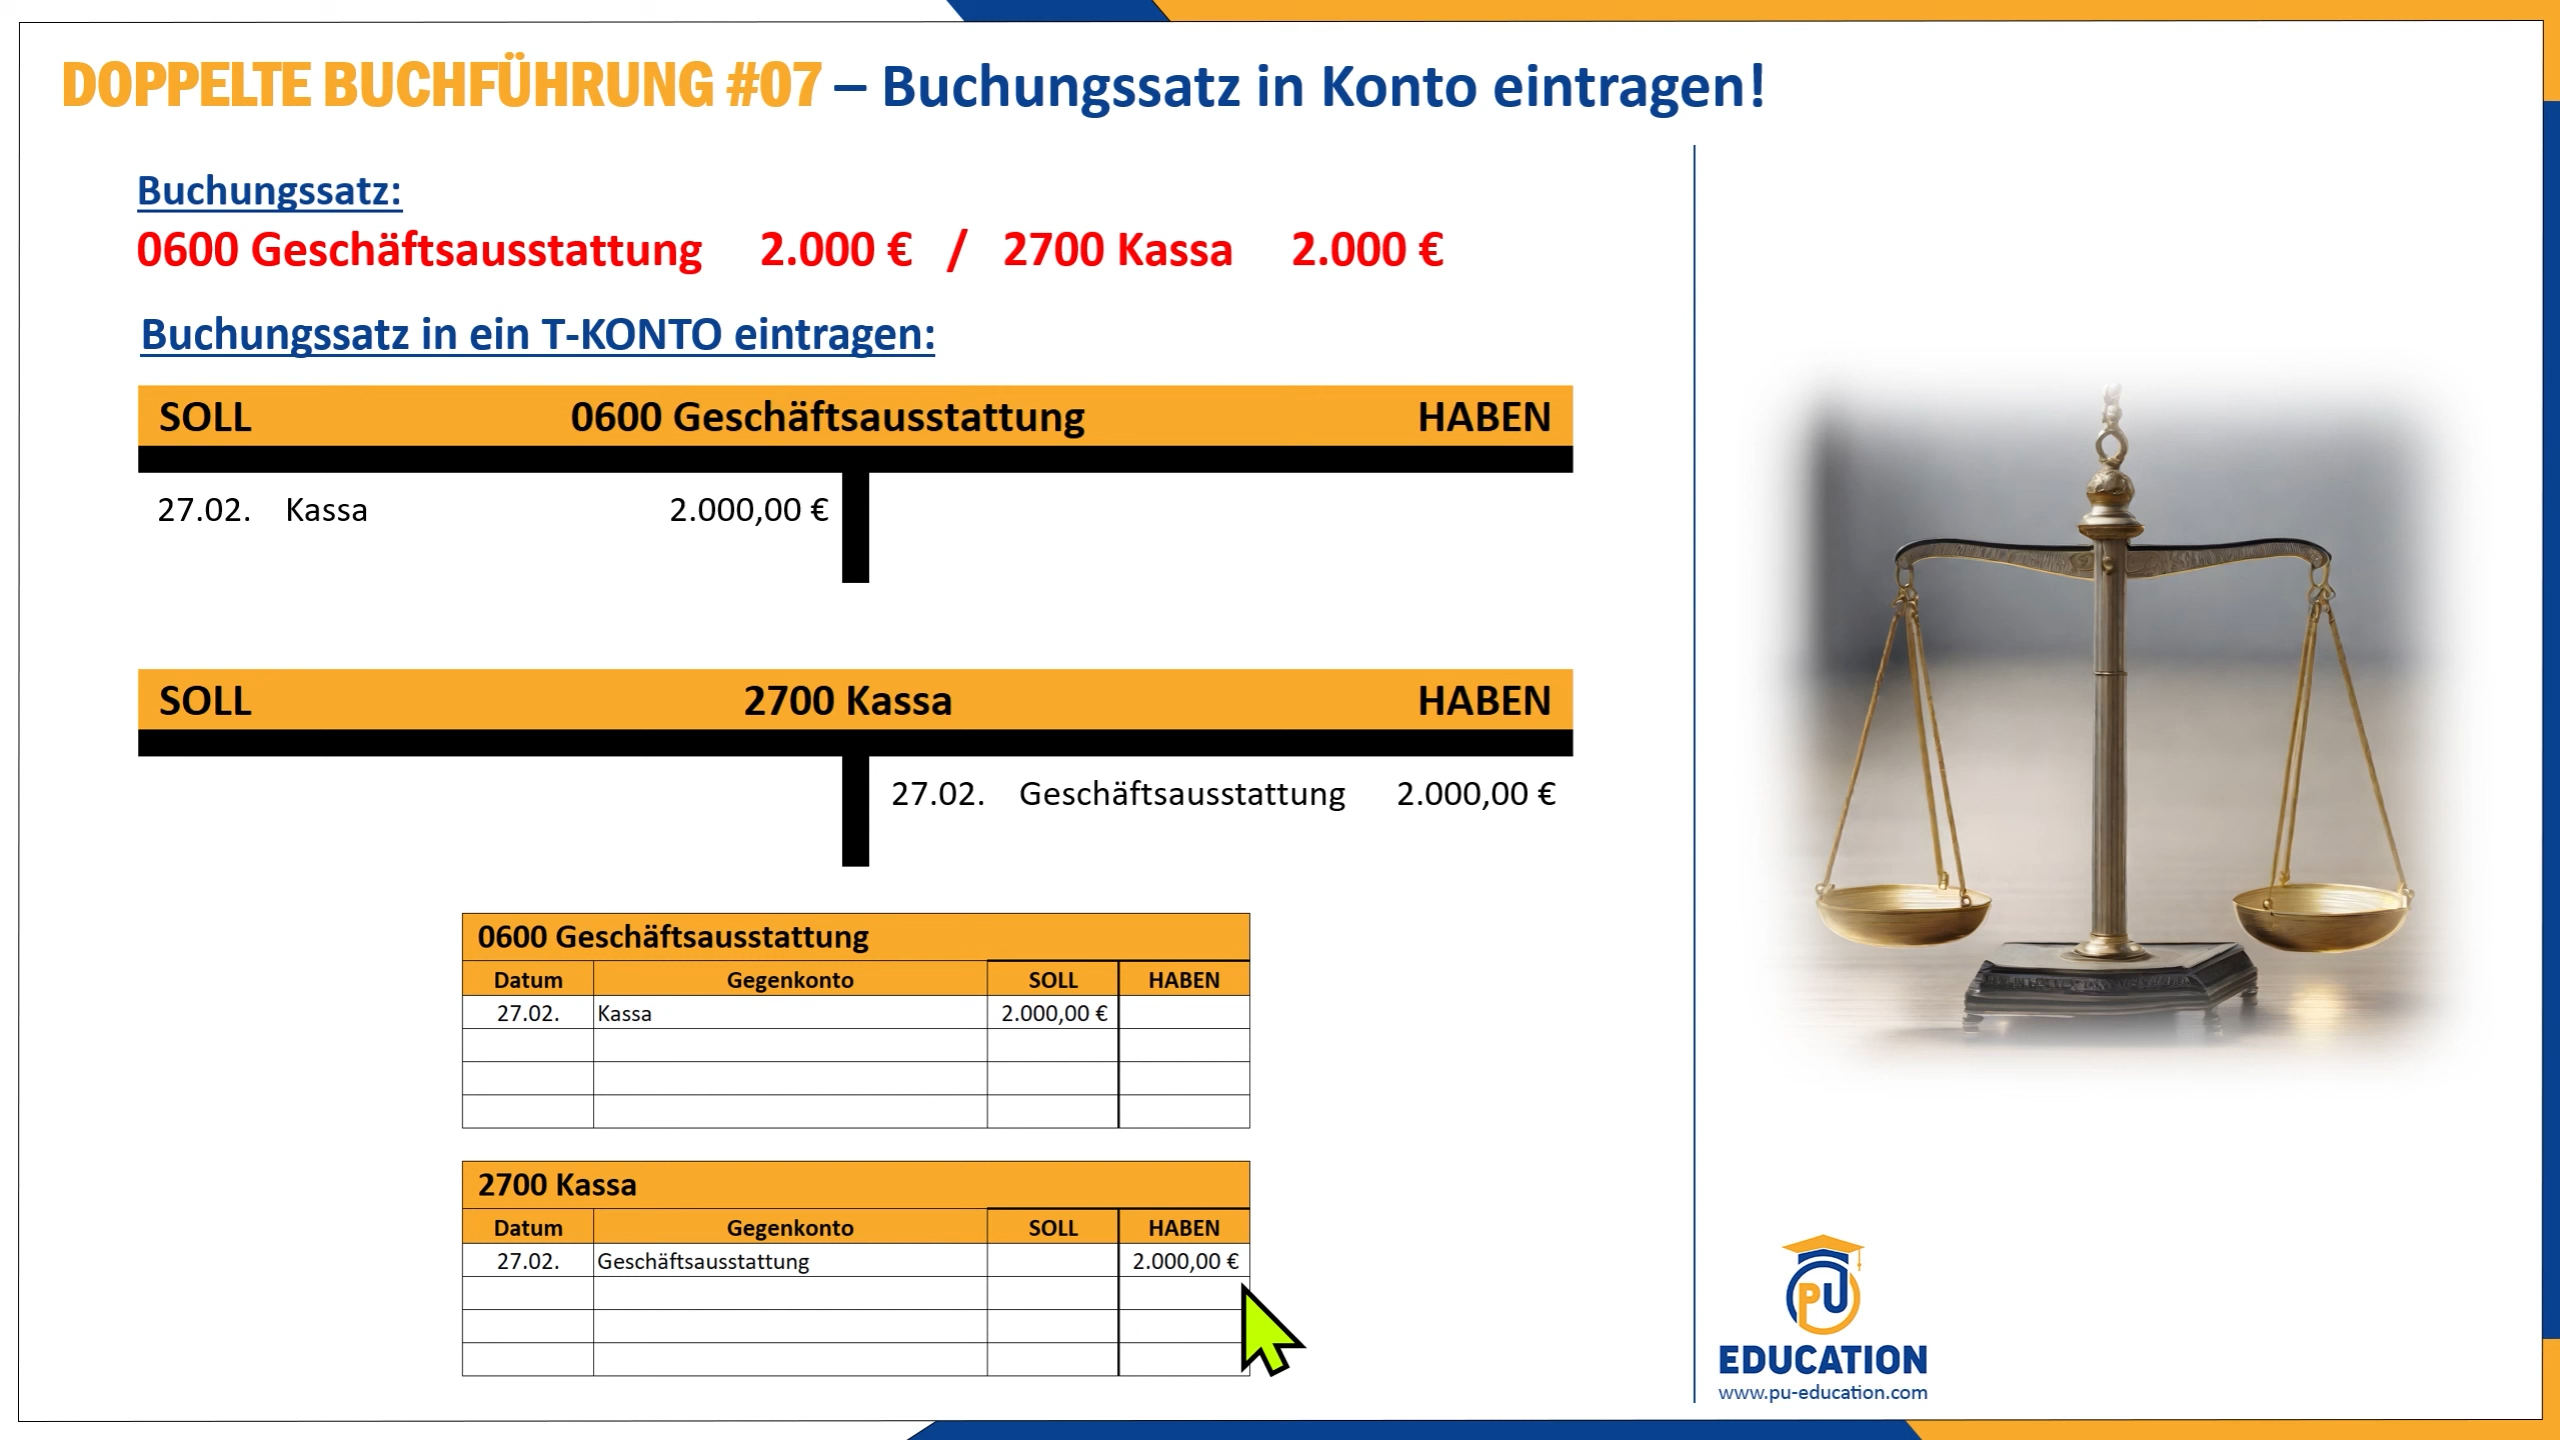 DOPPELTE BUCHFÜHRUNG #07 – Buchungssatz in Konto eintragen!
Buchungssatz:
0600 Geschäftsausstattung 2.000 € / 2700 Kassa 2.000 €
Buchungssatz in ein T-KONTO eintragen:
SOLL 0600 Geschäftsausstattung HABEN
27.02. Kassa 2.000,00 €
SOLL 2700 Kassa HABEN
27.02. Geschäftsausstattung 2.000,00 €
0600 Geschäftsausstattung
Datum Gegenkonto SOLL HABEN
27.02. Kassa 2.000,00 €
2700 Kassa
Datum Gegenkonto SOLL HABEN
27.02. Geschäftsausstattung 2.000,00 €
PU
EDUCATION
www.pu-education.com